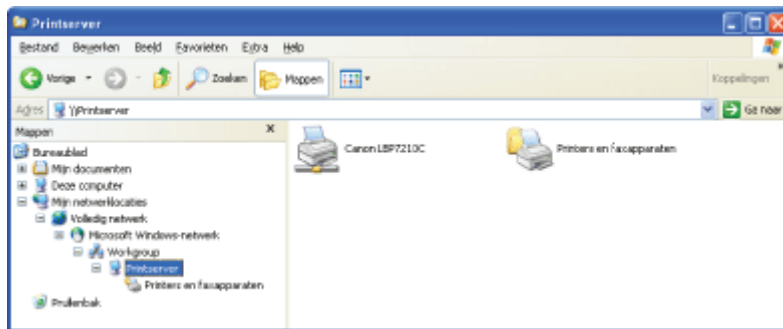 Printserver
Bestand Bewerken Beeld Favorieten Extra Help
Vorige Zoeken Mappen Koppelingen
Adres \\Printserver Ga naar
Mappen x
Bureaublad
Mijn documenten
Deze computer
Mijn netwerklocaties
Volledig netwerk
Microsoft Windows-netwerk
Workgroup
Printserver
Printers en faxapparaten
Prullenbak
Canon LBP7210C
Printers en faxapparaten